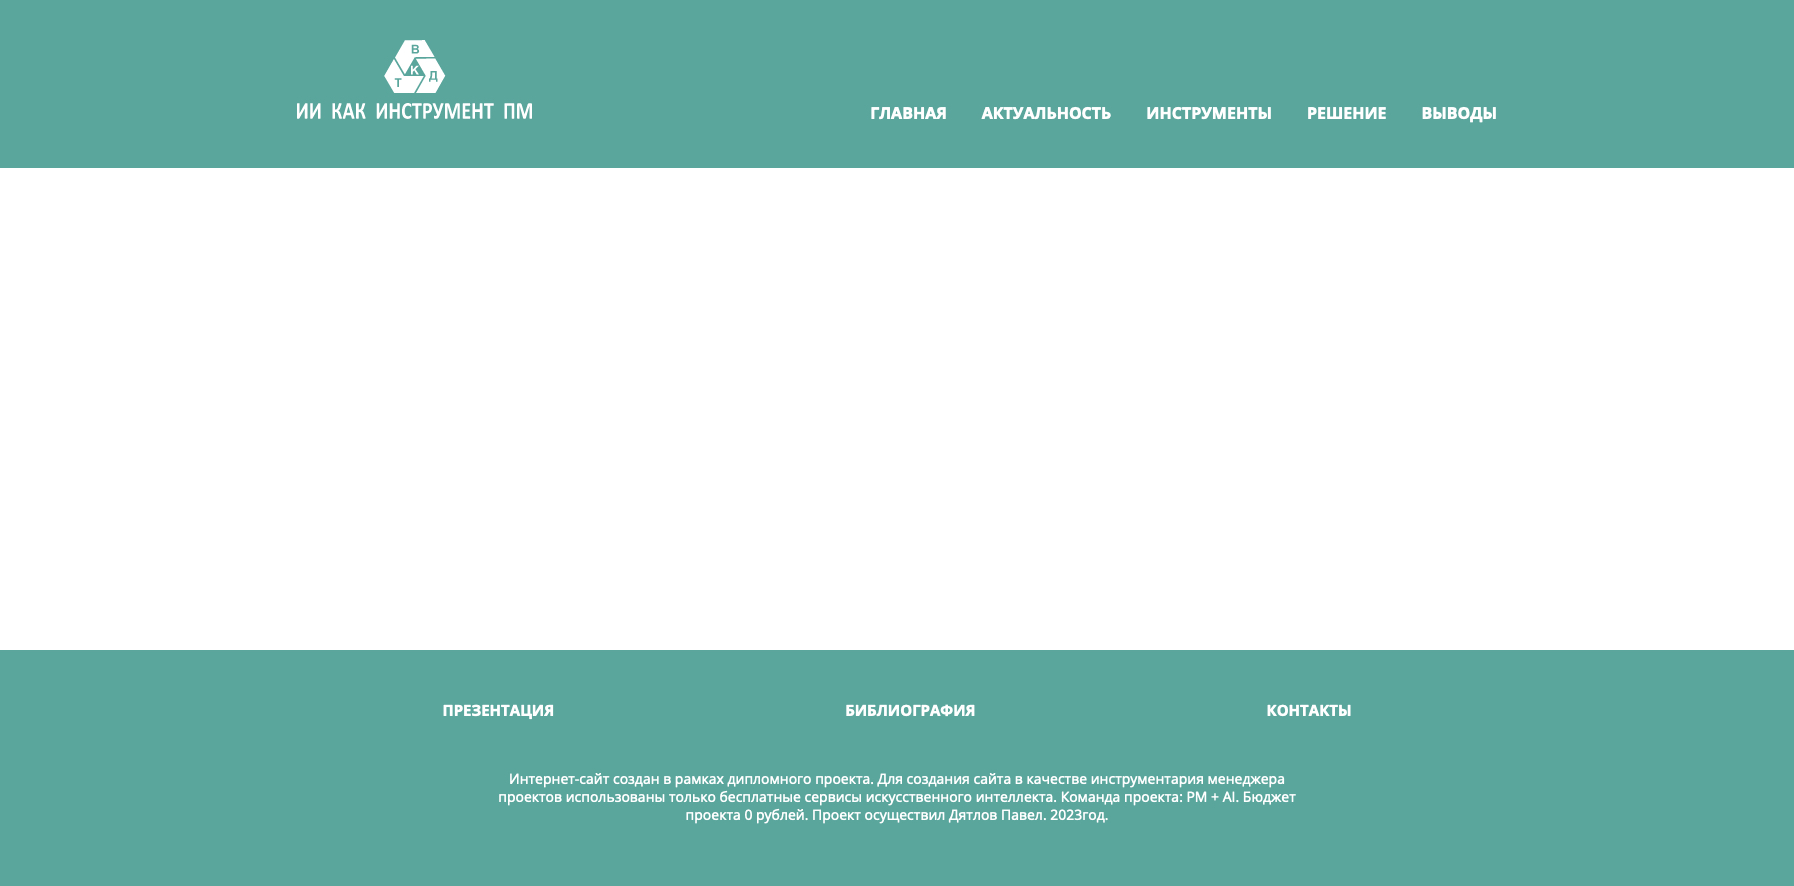 В
К
Т
Д
ИИ КАК ИНСТРУМЕНТ ПМ
ГЛАВНАЯ
АКТУАЛЬНОСТЬ
ИНСТРУМЕНТЫ
РЕШЕНИЕ
ВЫВОДЫ
ПРЕЗЕНТАЦИЯ
БИБЛИОГРАФИЯ
КОНТАКТЫ
Интернет-сайт создан в рамках дипломного проекта. Для создания сайта в качестве инструментария менеджера
проектов использованы только бесплатные сервисы искусственного интеллекта. Команда проекта: PM + AI. Бюджет
проекта 0 рублей. Проект осуществил Дятлов Павел. 2023год.